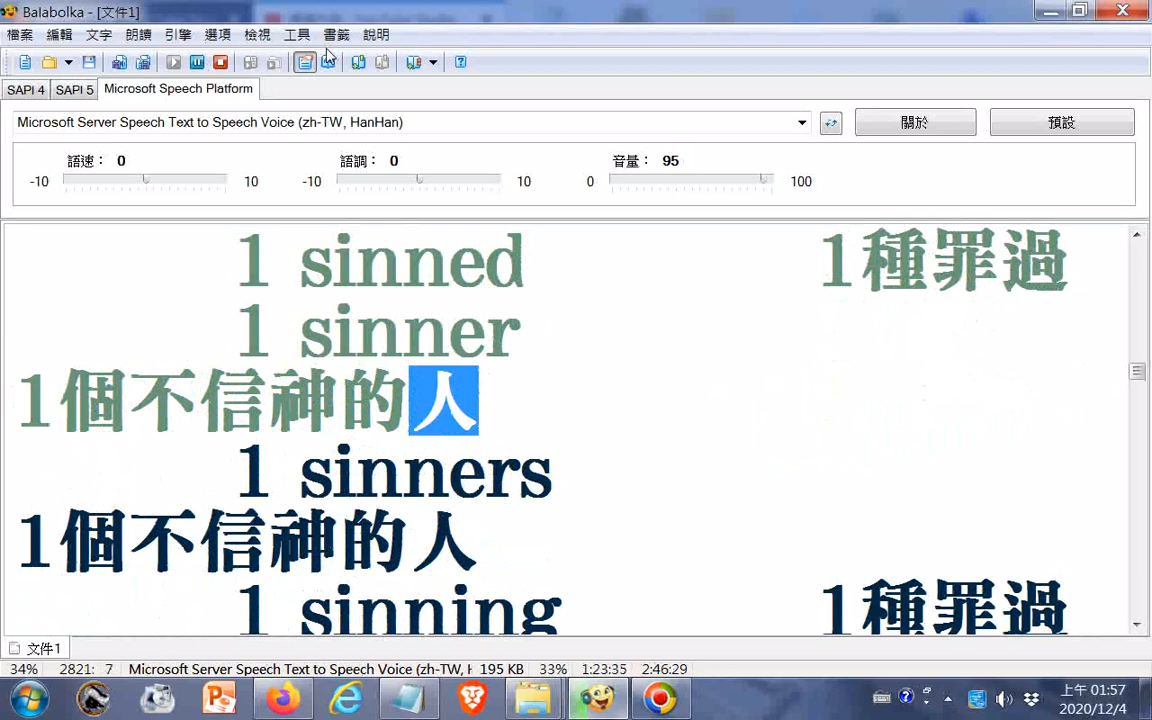 Balabolka - [文件1]
檔案 編輯 文字 朗讀 引擎 選項 檢視 工具 書籤 說明
SAPI 4 SAPI 5 Microsoft Speech Platform
Microsoft Server Speech Text to Speech Voice (zh-TW, HanHan) 關於 預設
語速： 0 語調： 0 音量： 95
-10 10 -10 10 0 100
1 sinned 1種罪過
1 sinner
1個不信神的人
1 sinners
1個不信神的人
1 sinning 1種罪過
文件1
34% 2821: 7 Microsoft Server Speech Text to Speech Voice (zh-TW, H 195 KB 33% 1:23:35 2:46:29
上午 01:57
2020/12/4